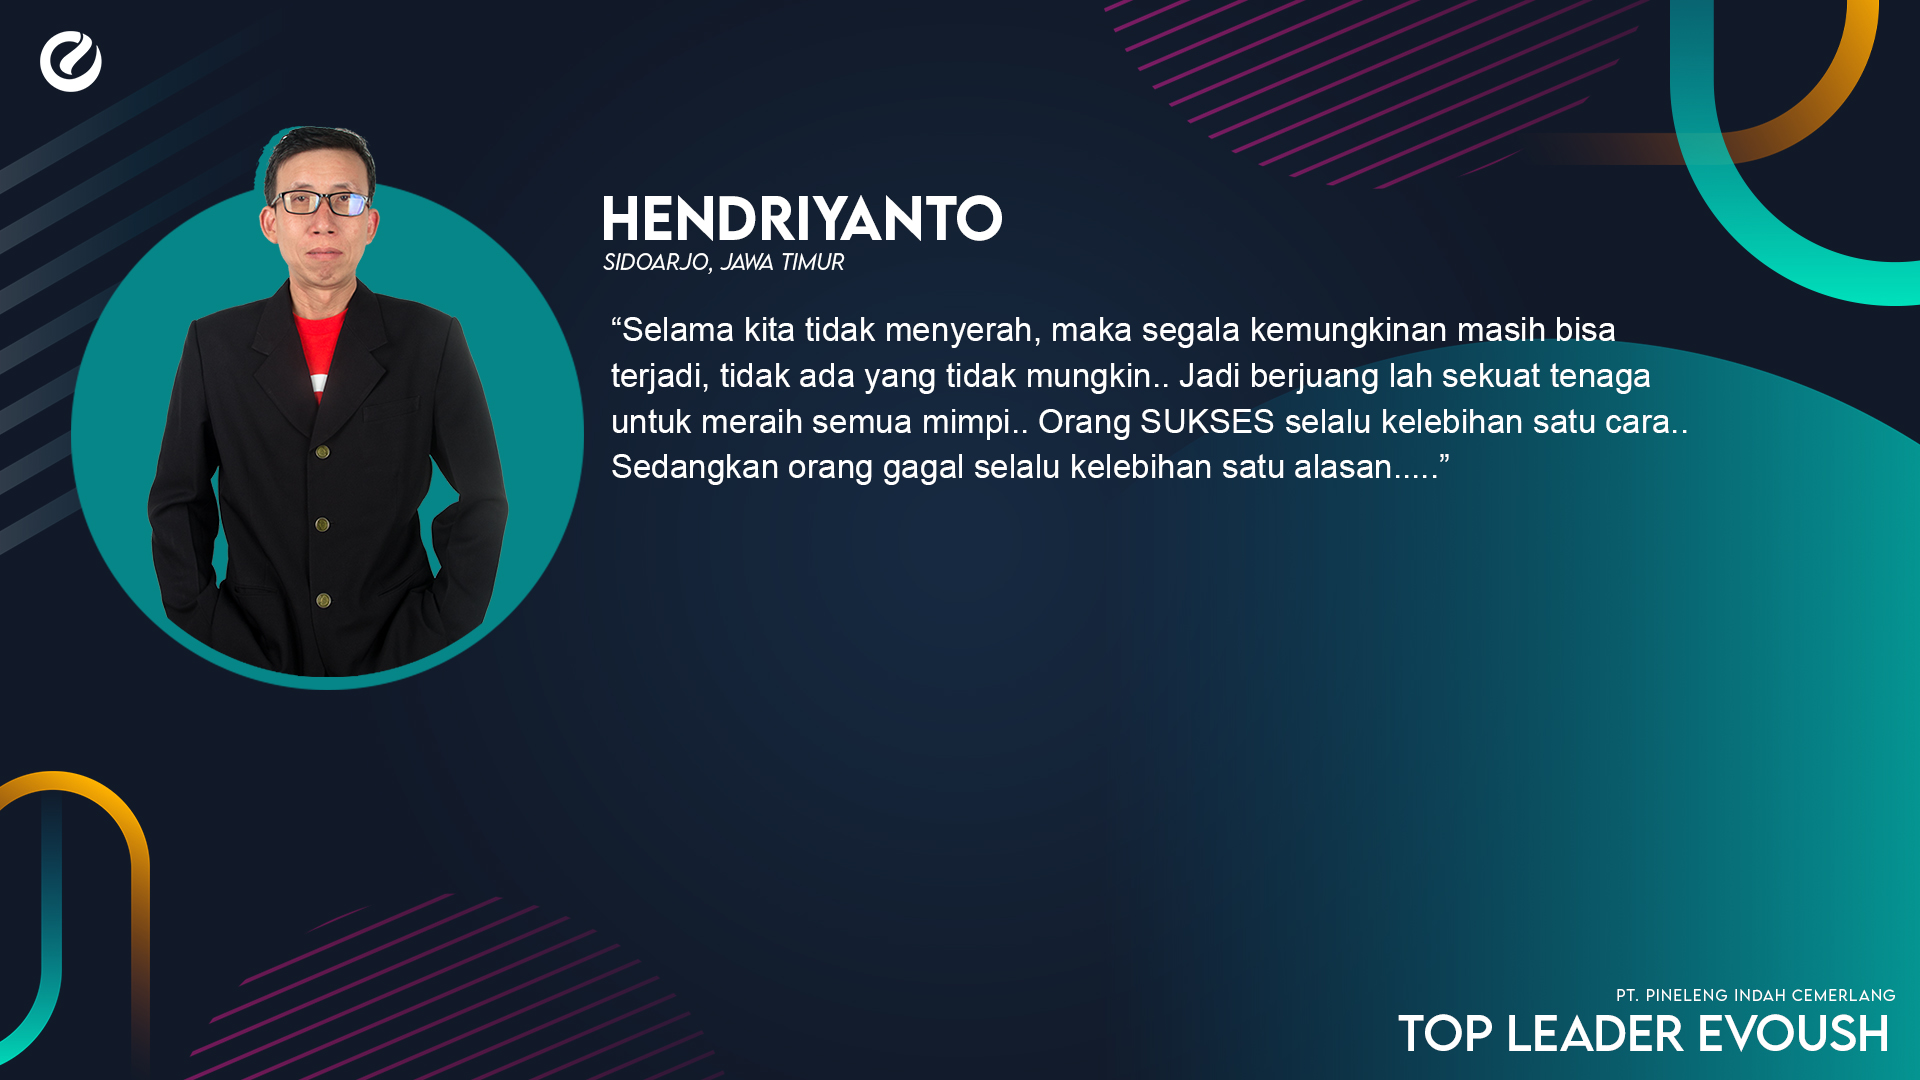 HENDRIYANTO
SIDOARJO, JAWA TIMUR
“Selama kita tidak menyerah, maka segala kemungkinan masih bisa
terjadi, tidak ada yang tidak mungkin.. Jadi berjuang lah sekuat tenaga
untuk meraih semua mimpi.. Orang SUKSES selalu kelebihan satu cara..
Sedangkan orang gagal selalu kelebihan satu alasan.....”
PT. PINELENG INDAH CEMERLANG
TOP LEADER EVOUSH